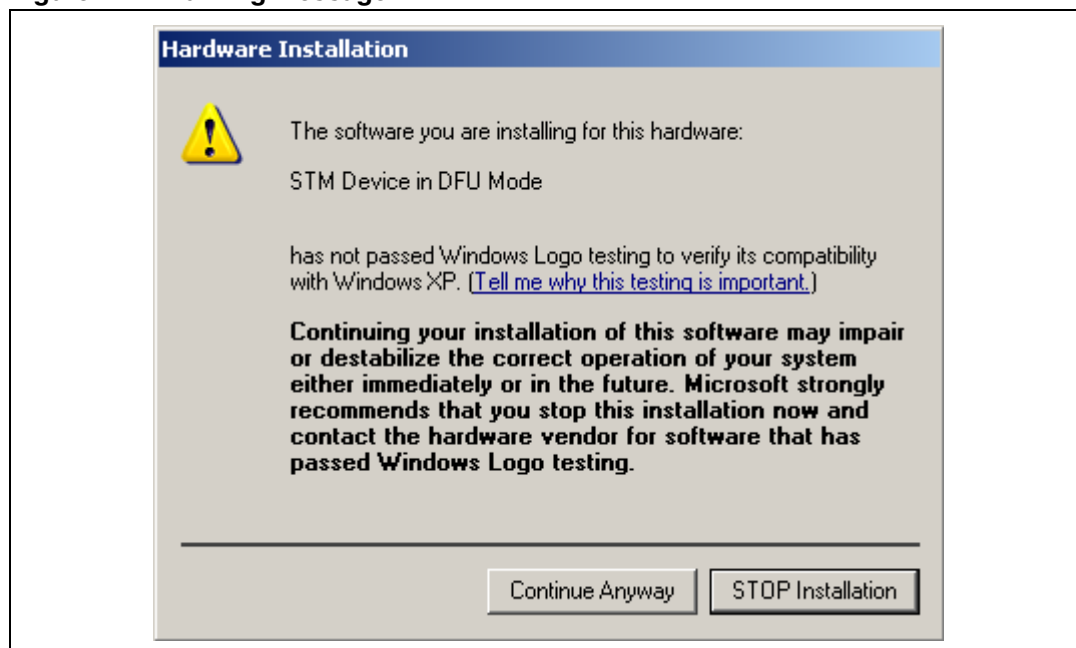 Hardware Installation
The software you are installing for this hardware:
STM Device in DFU Mode
has not passed Windows Logo testing to verify its compatibility
with Windows XP. (Tell me why this testing is important.)
Continuing your installation of this software may impair
or destabilize the correct operation of your system
either immediately or in the future. Microsoft strongly
recommends that you stop this installation now and
contact the hardware vendor for software that has
passed Windows Logo testing.
Continue Anyway
STOP Installation